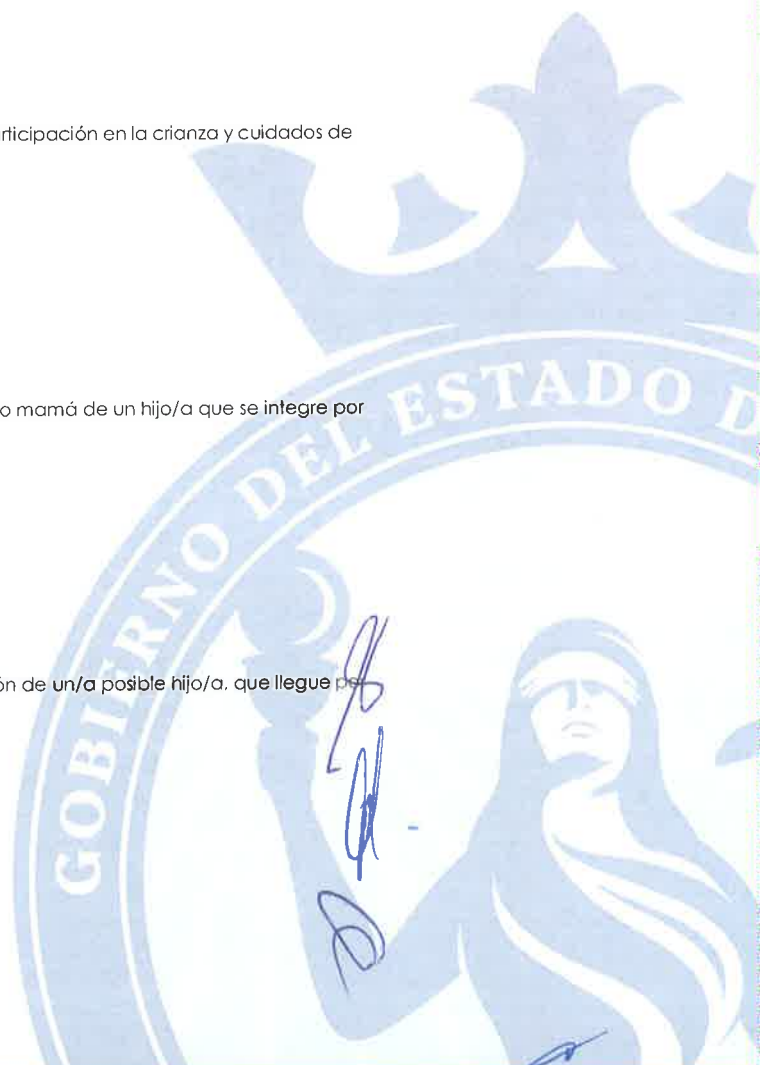 rticipación en la crianza y cuidados de
GOBIERNO DEL ESTADO D
o mamá de un hijo/a que se integre por
ón de un/a posible hijo/a, que llegue